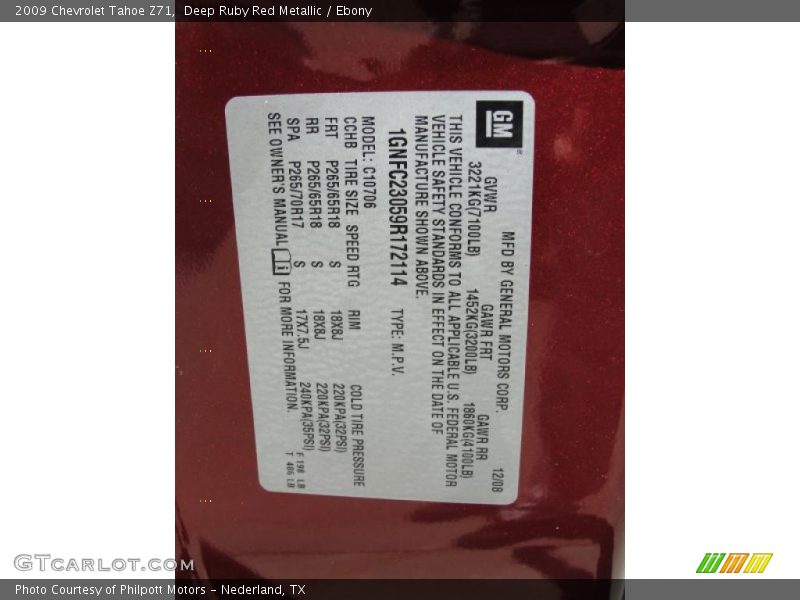 2009 Chevrolet Tahoe Z71, Deep Ruby Red Metallic / Ebony
GM
MFD BY GENERAL MOTORS CORP. 12/08
GVWR GAWR FRT GAWR RR
3221KG(7100LB) 1452KG(3200LB) 1860KG(4100LB)
THIS VEHICLE CONFORMS TO ALL APPLICABLE U.S. FEDERAL MOTOR
VEHICLE SAFETY STANDARDS IN EFFECT ON THE DATE OF
MANUFACTURE SHOWN ABOVE.
1GNFC23059R172114 TYPE: M.P.V.
MODEL: C10706
CCHB TIRE SIZE SPEED RTG RIM COLD TIRE PRESSURE
FRT P265/65R18 S 18X8J 220KPA(32PSI)
RR P265/65R18 S 18X8J 220KPA(32PSI)
SPA P265/70R17 S 17X7.5J 240KPA(35PSI)
SEE OWNER'S MANUAL FOR MORE INFORMATION.
F 198 LB
T 486 LB
GTCARLOT.COM
Photo Courtesy of Philpott Motors - Nederland, TX